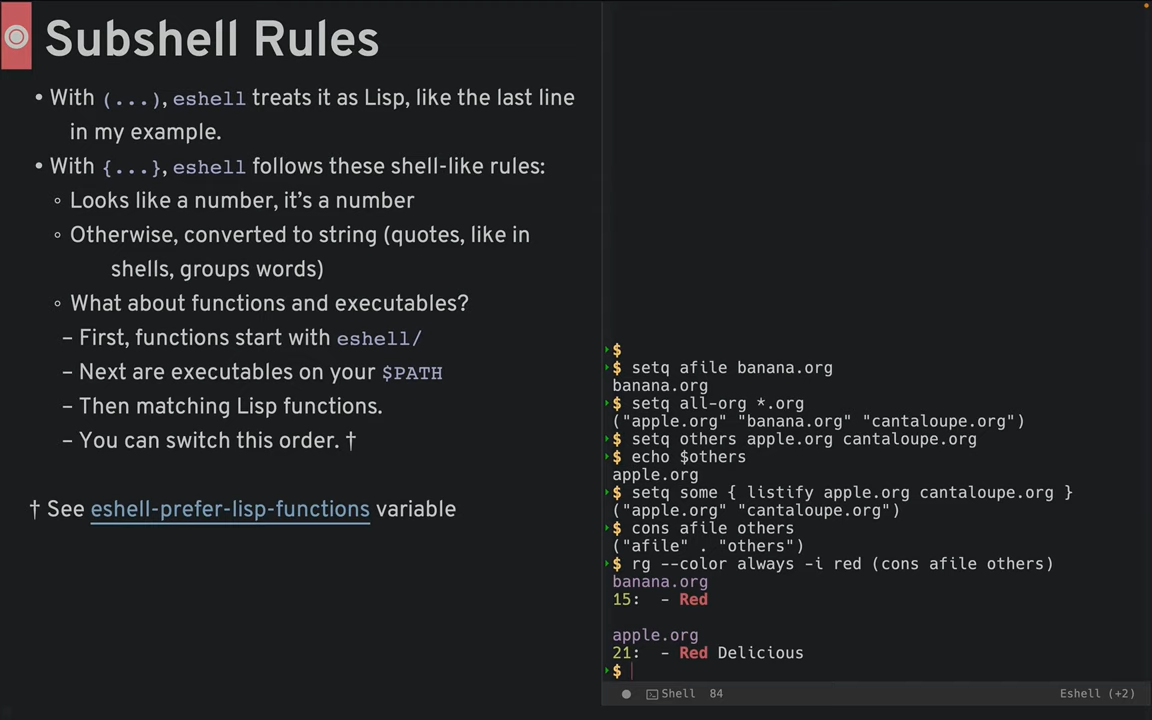 Subshell Rules
• With (...), eshell treats it as Lisp, like the last line
in my example.
• With {...}, eshell follows these shell-like rules:
◦ Looks like a number, it's a number
◦ Otherwise, converted to string (quotes, like in
shells, groups words)
◦ What about functions and executables?
– First, functions start with eshell/
– Next are executables on your $PATH
– Then matching Lisp functions.
– You can switch this order. †
† See eshell-prefer-lisp-functions variable
$
$ setq afile banana.org
banana.org
$ setq all-org *.org
("apple.org" "banana.org" "cantaloupe.org")
$ setq others apple.org cantaloupe.org
$ echo $others
apple.org
$ setq some { listify apple.org cantaloupe.org }
("apple.org" "cantaloupe.org")
$ cons afile others
("afile" . "others")
$ rg --color always -i red (cons afile others)
banana.org
15:  - Red
apple.org
21:  - Red Delicious
$
Shell 84
Eshell (+2)